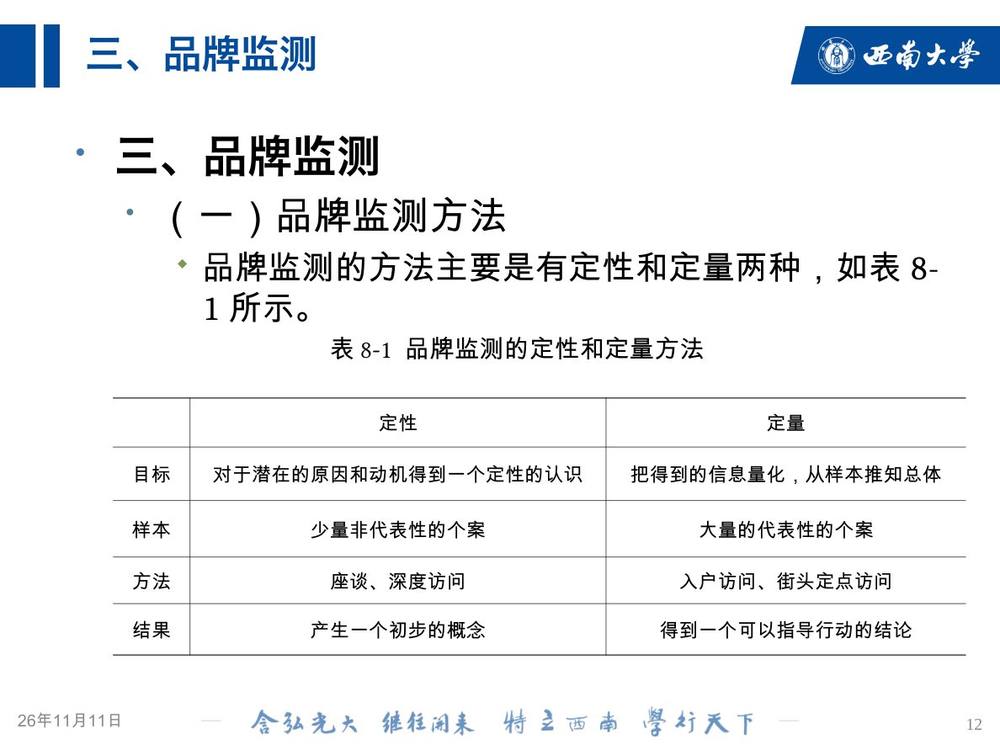 三、品牌监测
西南大学
三、品牌监测
（一）品牌监测方法
品牌监测的方法主要是有定性和定量两种，如表 8-
1 所示。
表 8-1 品牌监测的定性和定量方法
定性 定量
目标 对于潜在的原因和动机得到一个定性的认识 把得到的信息量化，从样本推知总体
样本 少量非代表性的个案 大量的代表性的个案
方法 座谈、深度访问 入户访问、街头定点访问
结果 产生一个初步的概念 得到一个可以指导行动的结论
26年11月11日
含弘光大 继往开来 特立西南 學行天下
12